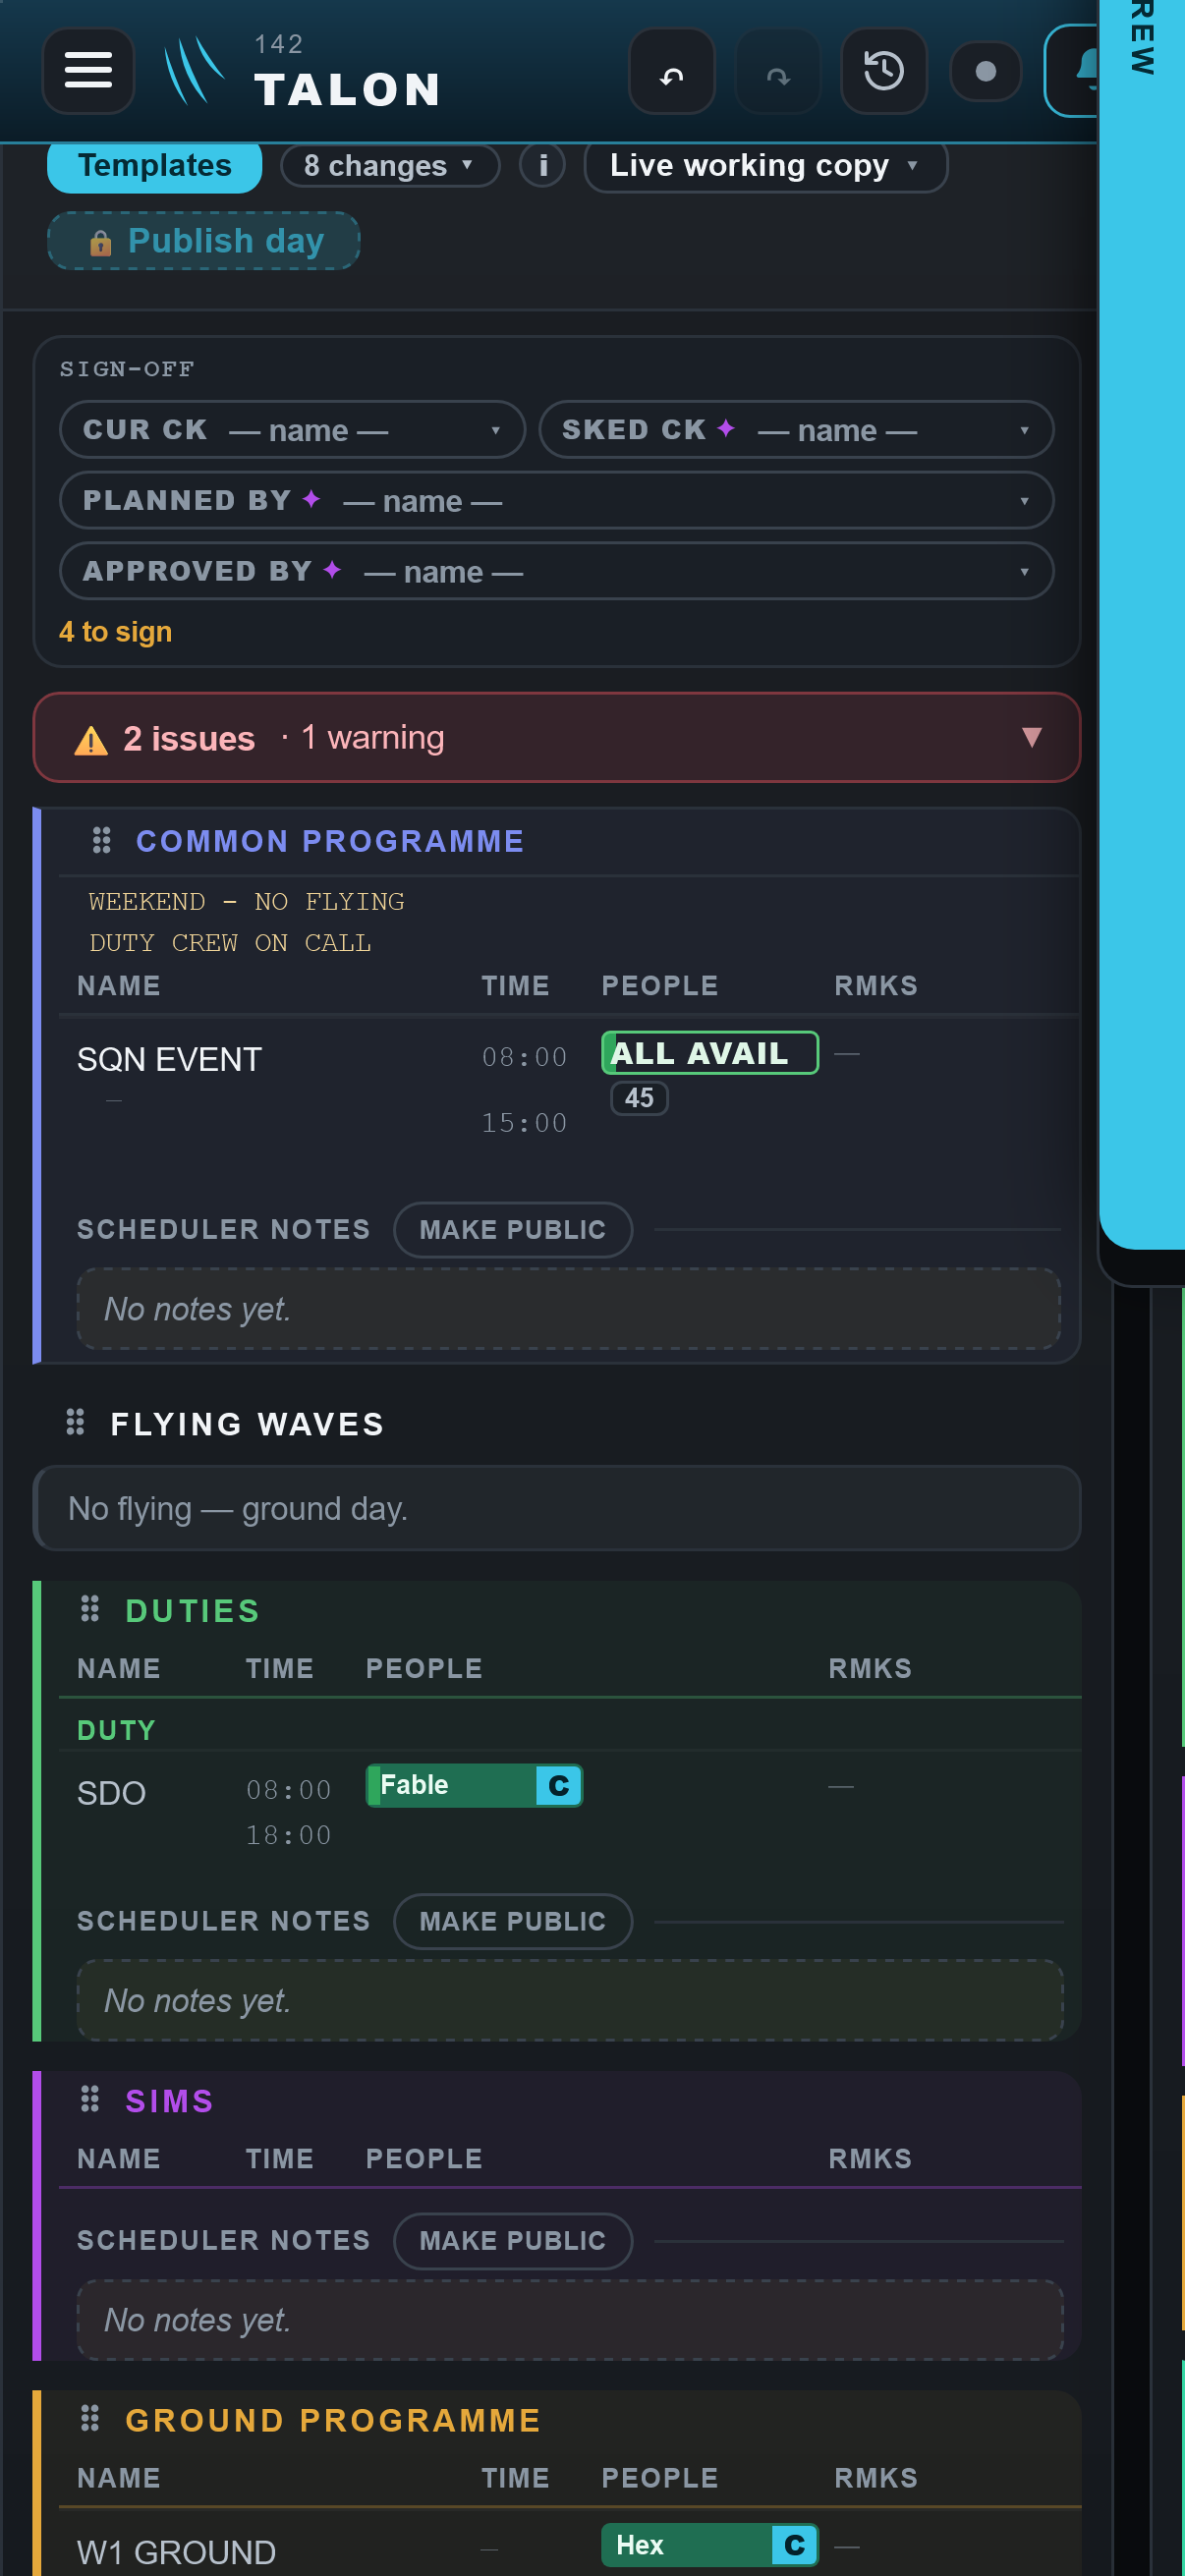 142
TALON
REW
Templates
8 changes ▾
i
Live working copy ▾
Publish day
SIGN-OFF
CUR CK — name — ▾
SKED CK ✦ — name — ▾
PLANNED BY ✦ — name — ▾
APPROVED BY ✦ — name — ▾
4 to sign
2 issues · 1 warning ▼
COMMON PROGRAMME
WEEKEND – NO FLYING
DUTY CREW ON CALL
NAME TIME PEOPLE RMKS
SQN EVENT 08:00 ALL AVAIL —
— 15:00 45
SCHEDULER NOTES MAKE PUBLIC
No notes yet.
FLYING WAVES
No flying — ground day.
DUTIES
NAME TIME PEOPLE RMKS
DUTY
SDO 08:00 Fable C —
18:00
SCHEDULER NOTES MAKE PUBLIC
No notes yet.
SIMS
NAME TIME PEOPLE RMKS
SCHEDULER NOTES MAKE PUBLIC
No notes yet.
GROUND PROGRAMME
NAME TIME PEOPLE RMKS
W1 GROUND — Hex C —